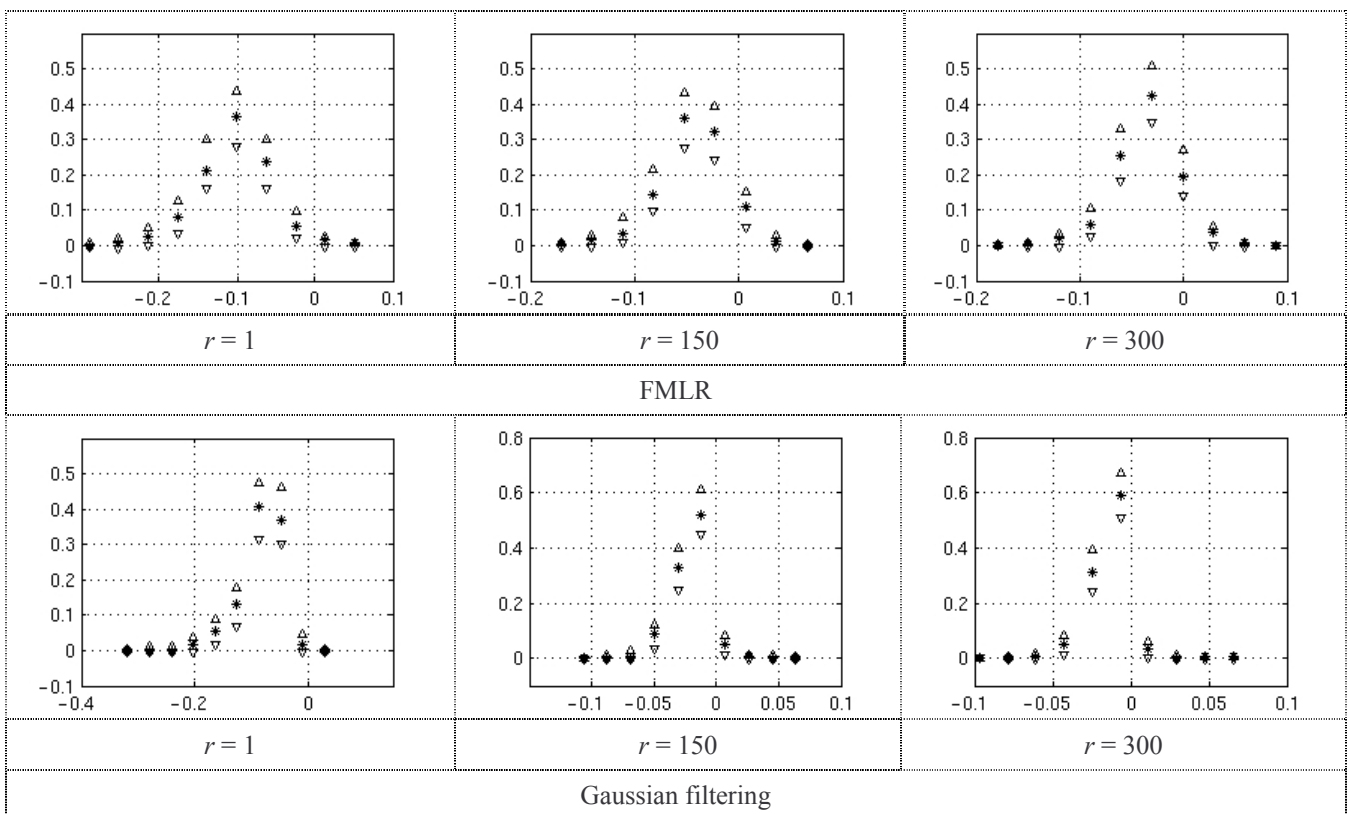 0.5 0.5 0.5
0.4 0.4 0.4
0.3 0.3 0.3
0.2 0.2 0.2
0.1 0.1 0.1
0 0 0
−0.1 −0.1 −0.1
−0.2 −0.1 0 0.1 −0.2 −0.1 0 0.1 −0.2 −0.1 0 0.1
r = 1 r = 150 r = 300
FMLR
0.5 0.8 0.8
0.4 0.6 0.6
0.3 0.4 0.4
0.2 0.2 0.2
0.1 0 0
0
−0.1
−0.4 −0.2 0 −0.1 −0.05 0 0.05 0.1 −0.1 −0.05 0 0.05 0.1
r = 1 r = 150 r = 300
Gaussian filtering